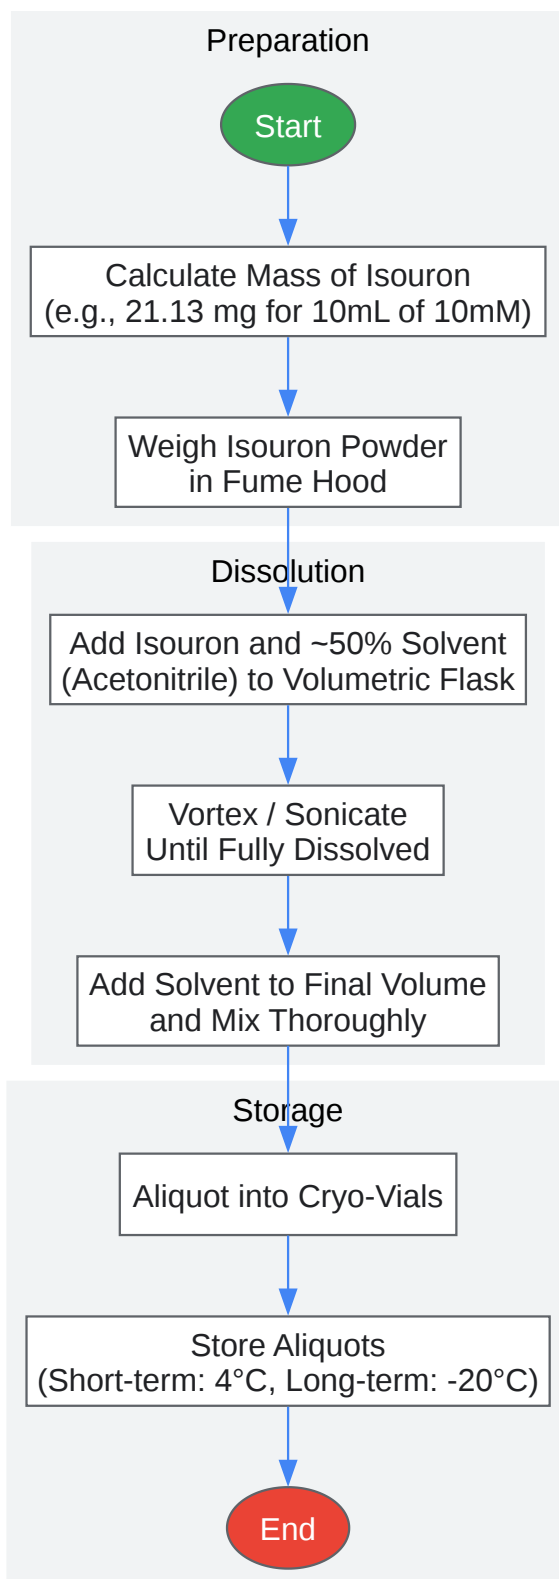 Preparation
Start
Calculate Mass of Isouron
(e.g., 21.13 mg for 10mL of 10mM)
Weigh Isouron Powder
in Fume Hood
Dissolution
Add Isouron and ~50% Solvent
(Acetonitrile) to Volumetric Flask
Vortex / Sonicate
Until Fully Dissolved
Add Solvent to Final Volume
and Mix Thoroughly
Storage
Aliquot into Cryo-Vials
Store Aliquots
(Short-term: 4°C, Long-term: -20°C)
End